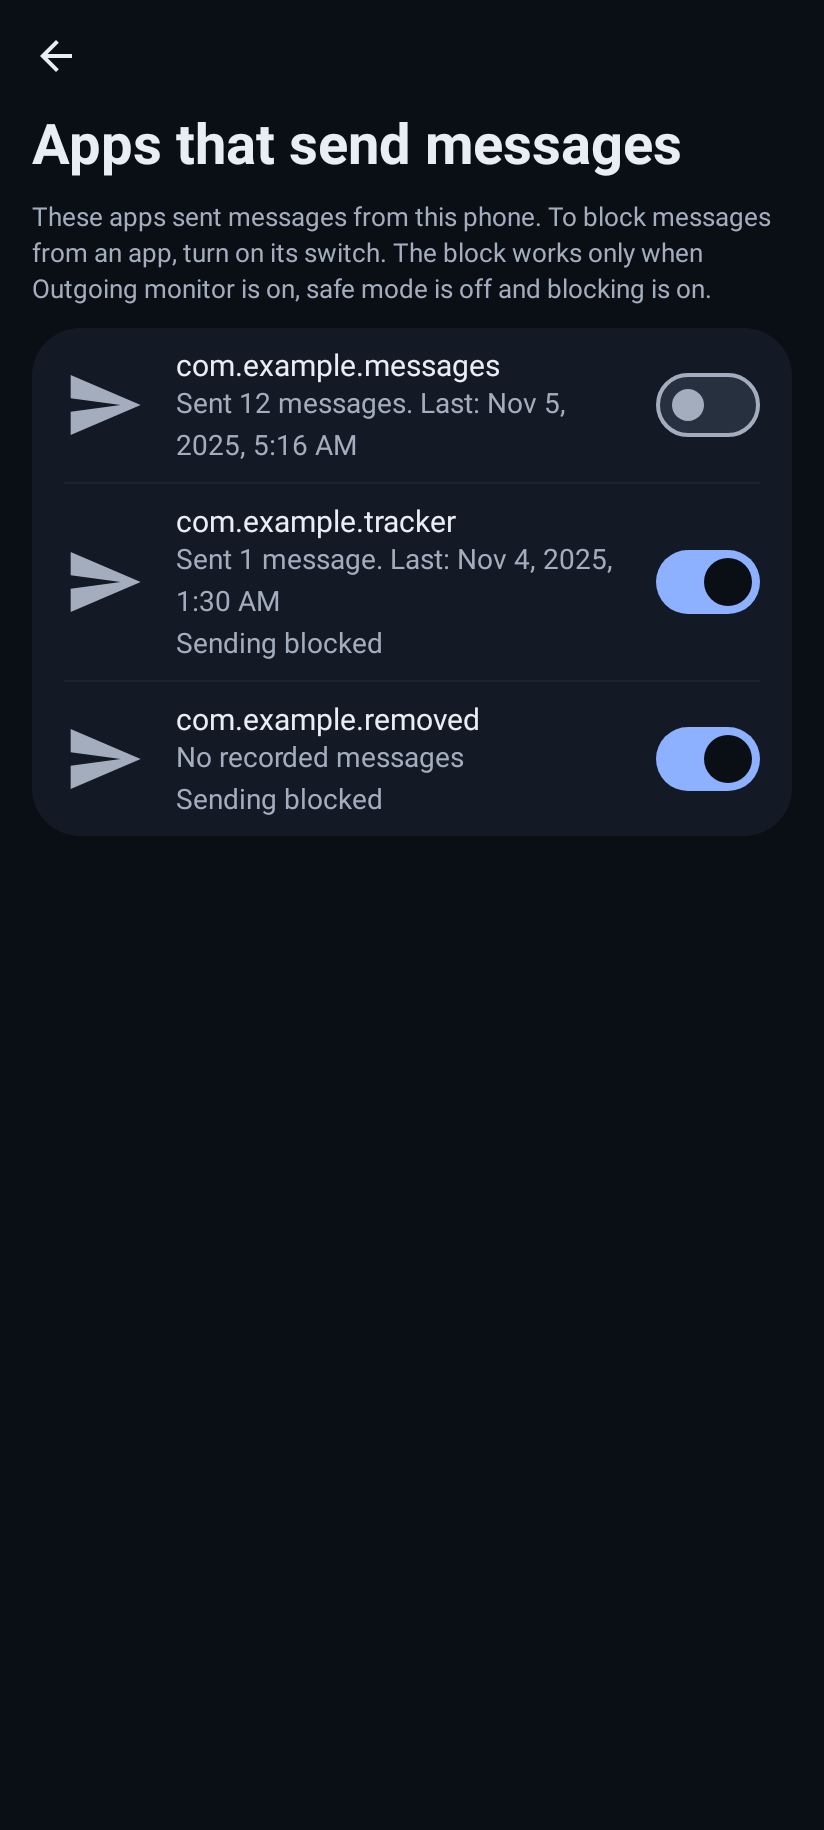 Apps that send messages
These apps sent messages from this phone. To block messages
from an app, turn on its switch. The block works only when
Outgoing monitor is on, safe mode is off and blocking is on.
com.example.messages
Sent 12 messages. Last: Nov 5,
2025, 5:16 AM
com.example.tracker
Sent 1 message. Last: Nov 4, 2025,
1:30 AM
Sending blocked
com.example.removed
No recorded messages
Sending blocked